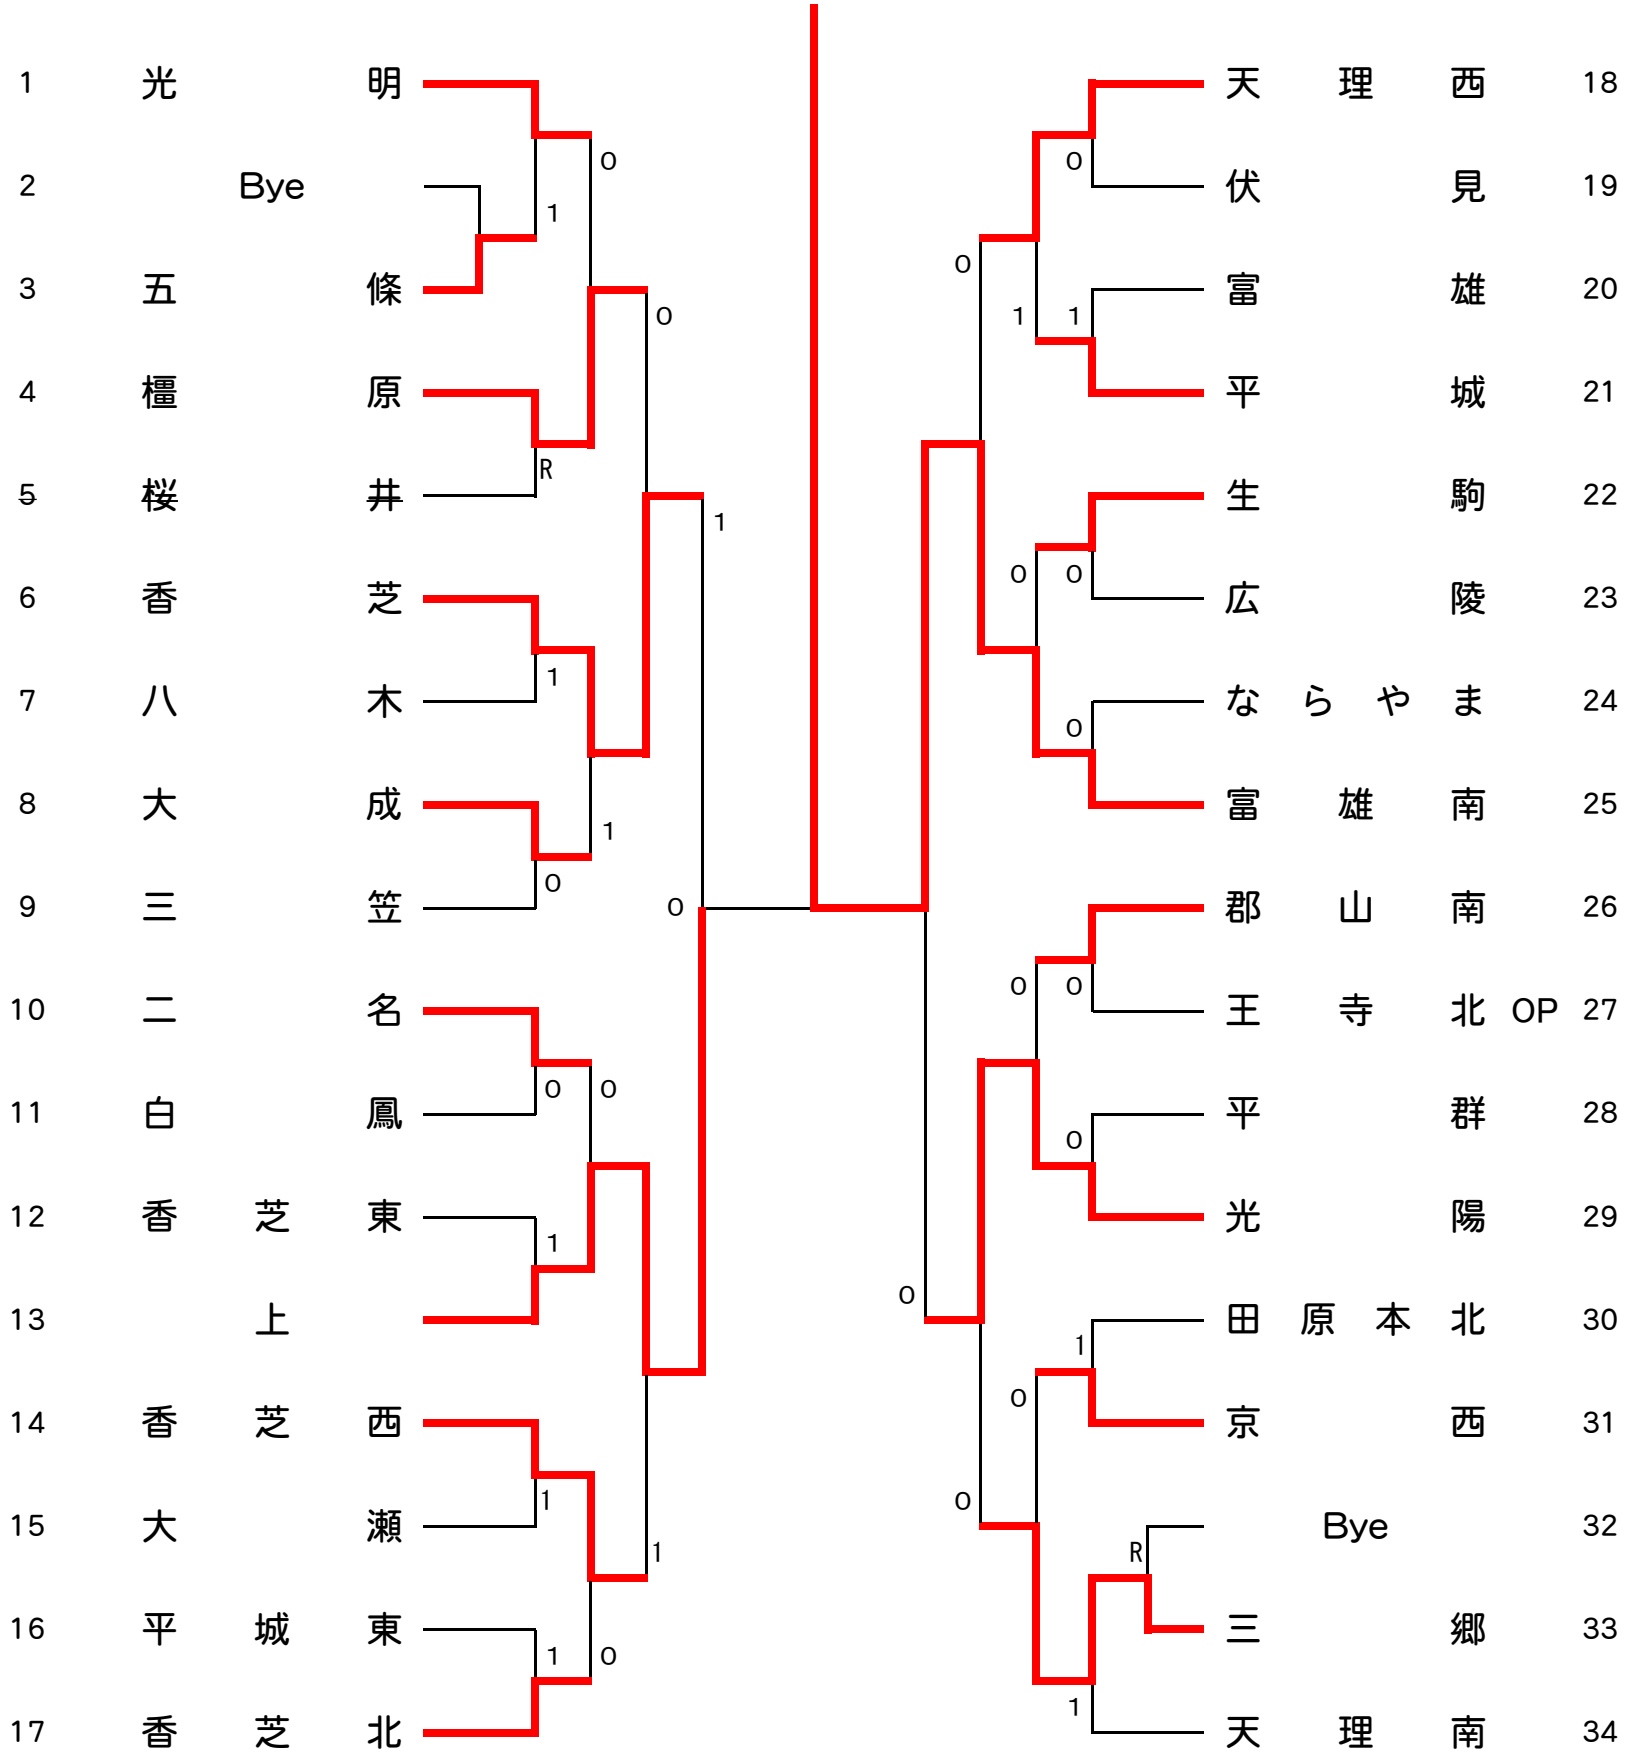 1 光明
2 Bye
3 五條
4 橿原
5 桜井
6 香芝
7 八木
8 大成
9 三笠
10 二名
11 白鳳
12 香芝東
13 上
14 香芝西
15 大瀬
16 平城東
17 香芝北
0
1
0
R
1
1
1
0
0
0
0
1
1
1
1
0
天理西 18
伏見 19
富雄 20
平城 21
生駒 22
広陵 23
ならやま 24
富雄南 25
郡山南 26
王寺北 OP 27
平群 28
光陽 29
田原本北 30
京西 31
Bye 32
三郷 33
天理南 34
0
0
1 1
0 0
0
0 0
0
0
1
0
0
R
1